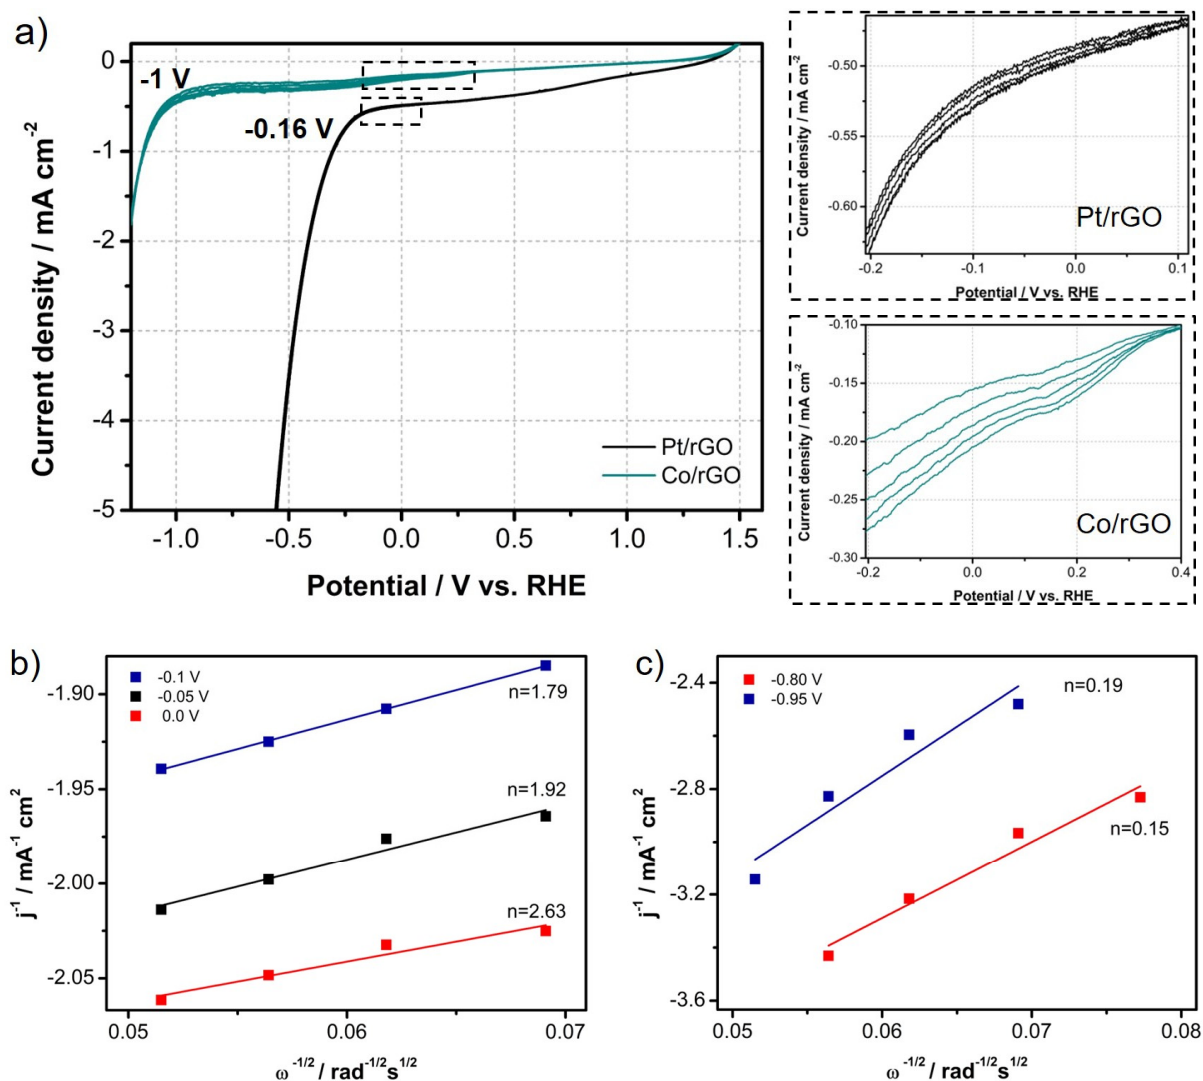 a)
-1 V
-0.16 V
0
-1
-2
-3
-4
-5
Current density / mA cm-2
-1.0 -0.5 0.0 0.5 1.0 1.5
Potential / V vs. RHE
Pt/rGO
Co/rGO
-0.50
-0.55
-0.60
Current density / mA cm-2
-0.2 -0.1 0.0 0.1
Potential / V vs. RHE
Pt/rGO
-0.10
-0.15
-0.20
-0.25
-0.30
Current density / mA cm-2
-0.2 0.0 0.2 0.4
Potential / V vs. RHE
Co/rGO
b)
-0.1 V
-0.05 V
0.0 V
n=1.79
n=1.92
n=2.63
-1.90
-1.95
-2.00
-2.05
j-1 / mA-1 cm2
0.05 0.06 0.07
ω-1/2 / rad-1/2s1/2
c)
-0.80 V
-0.95 V
n=0.19
n=0.15
-2.4
-2.8
-3.2
-3.6
j-1 / mA-1 cm2
0.05 0.06 0.07 0.08
ω-1/2 / rad-1/2s1/2